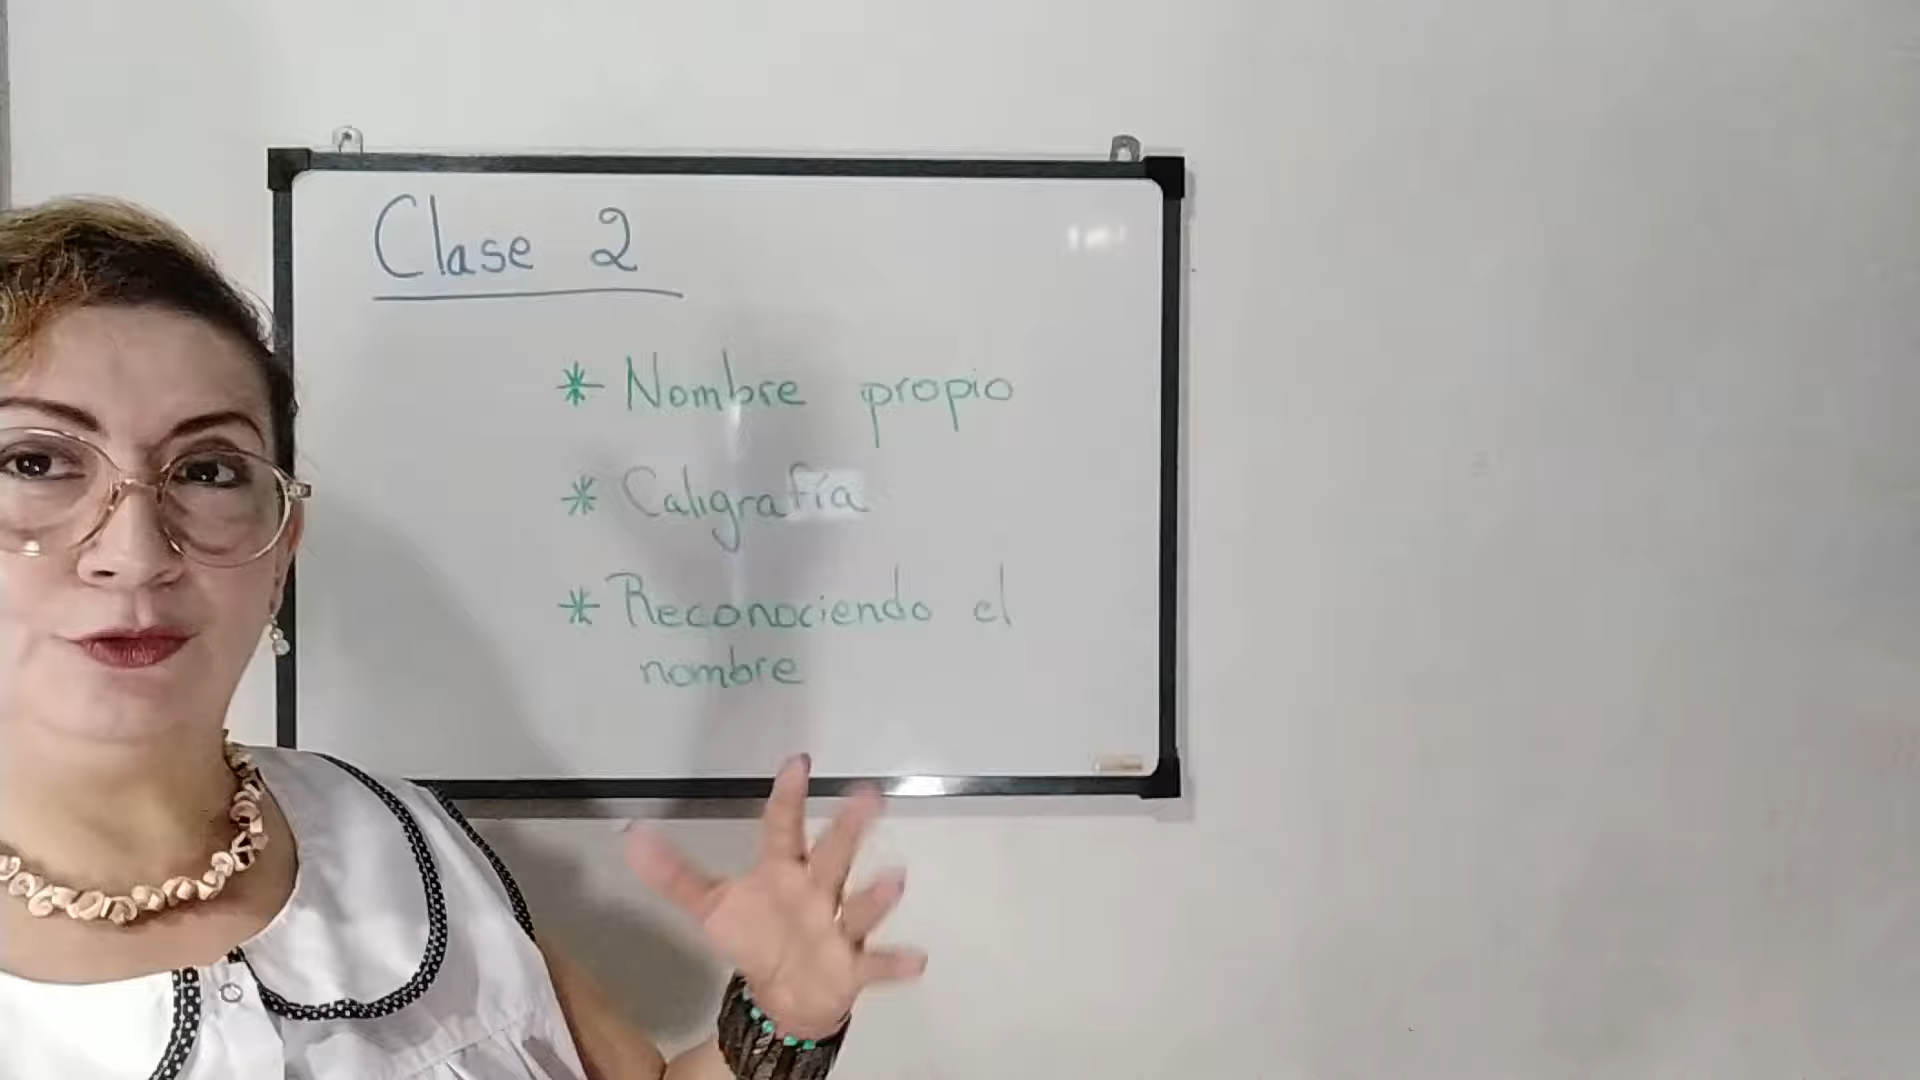 Clase 2
* Nombre propio
* Caligrafía
* Reconociendo el
nombre